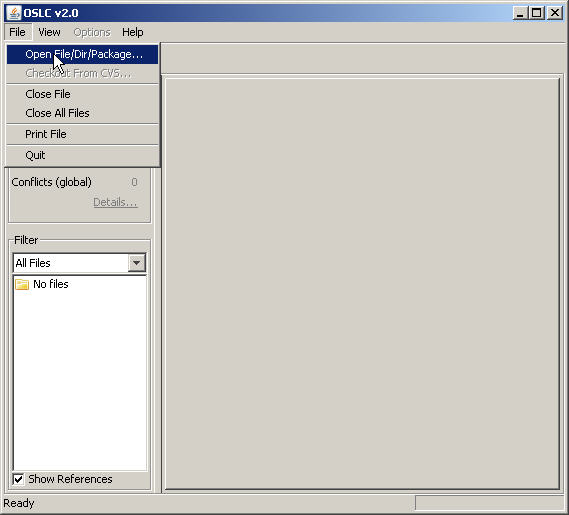 OSLC v2.0
File View Options Help
Open File/Dir/Package...
Checkout From CVS...
Close File
Close All Files
Print File
Quit
Conflicts (global) 0
Details...
Filter
All Files
No files
Show References
Ready